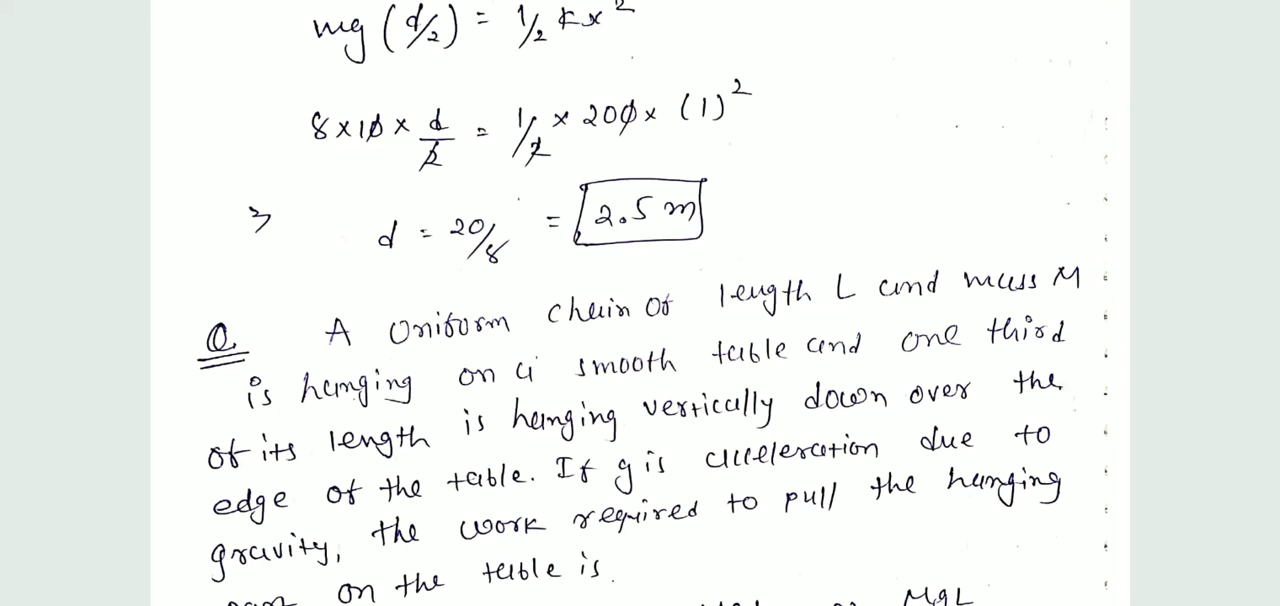 mg (d/2) = 1/2 kx²
8×10 × d/2 = 1/2 × 200 × (1)²
⇒ d = 20/8 = 2.5 m
Q. A Uniform chain of length L and mass M
is hanging on a smooth table and one third
of its length is hanging vertically down over the
edge of the table. If g is acceleration due to
gravity, the work required to pull the hanging
on the table is.
MgL